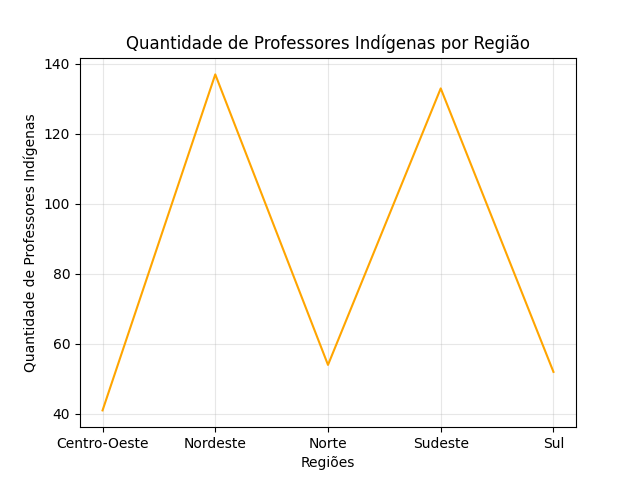 Quantidade de Professores Indígenas por Região
Quantidade de Professores Indígenas
140
120
100
80
60
40
Centro-Oeste
Nordeste
Norte
Sudeste
Sul
Regiões